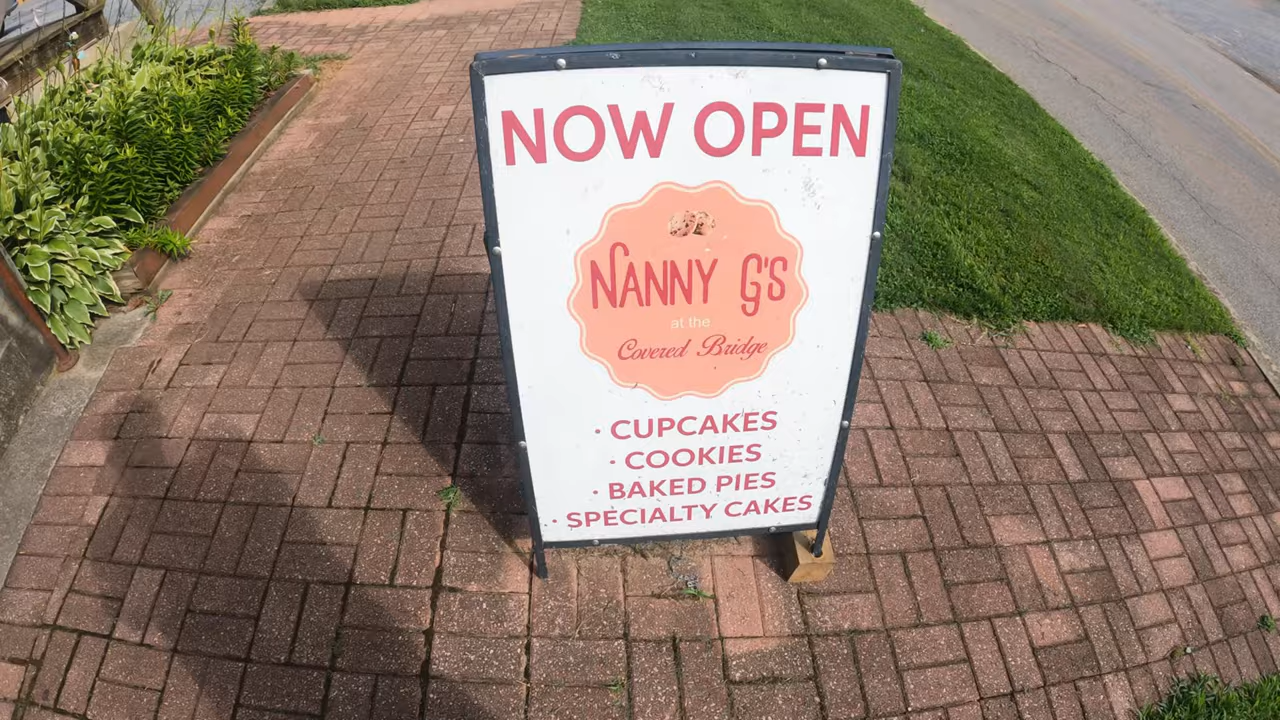 NOW OPEN
NANNY G'S
at the
Covered Bridge
· CUPCAKES
· COOKIES
· BAKED PIES
· SPECIALTY CAKES